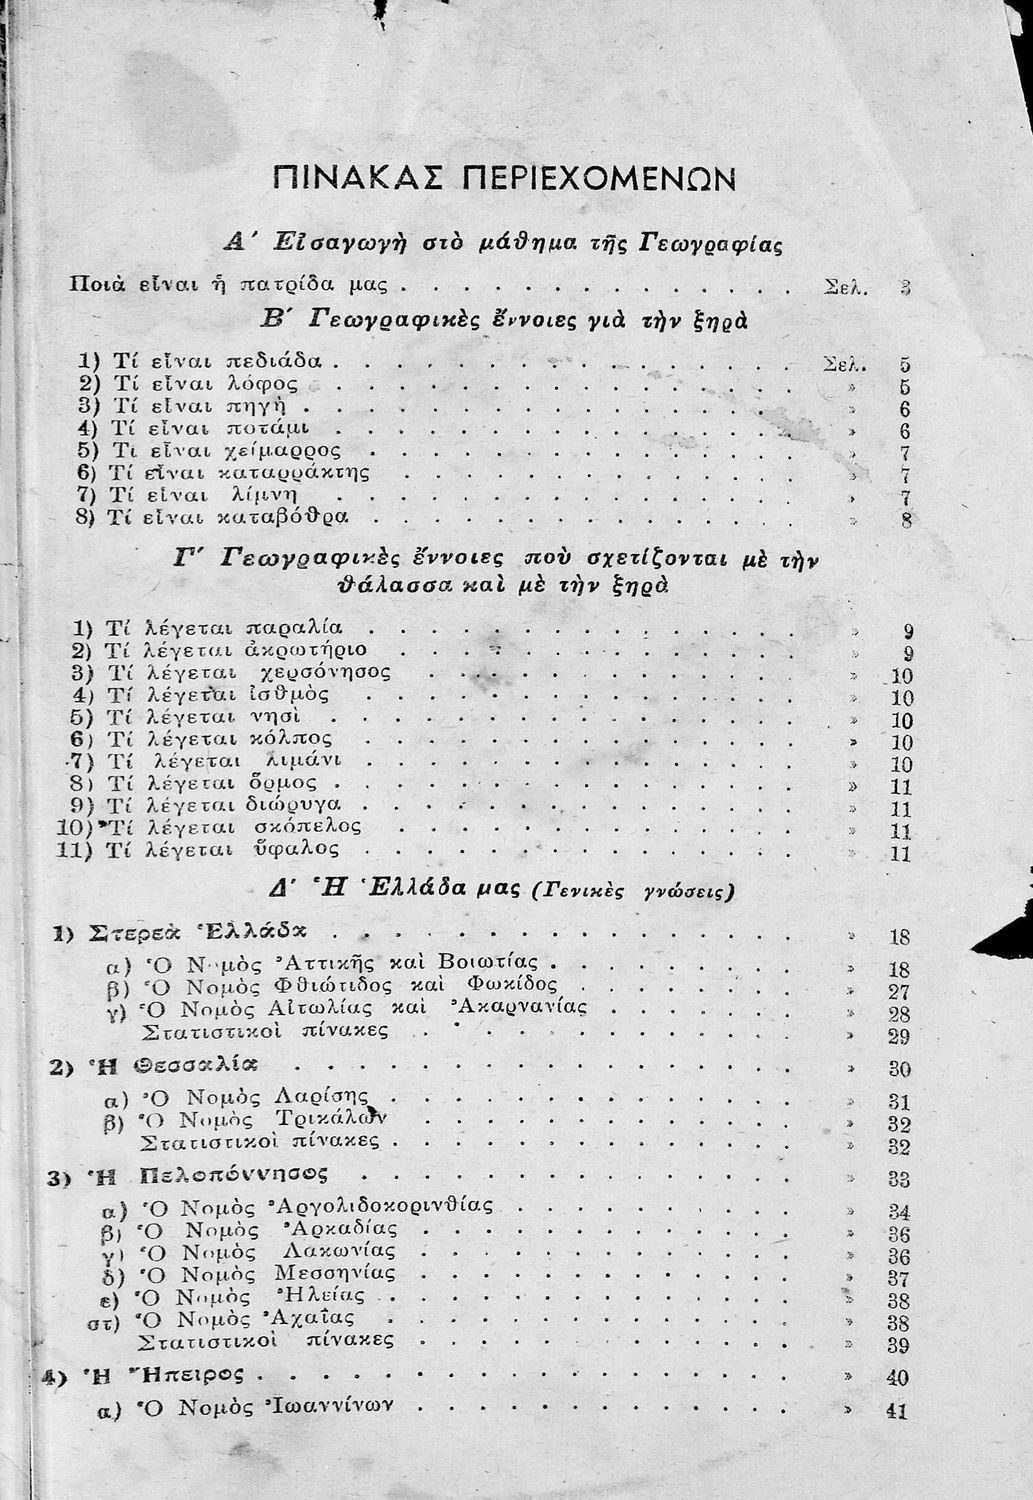 ΠΙΝΑΚΑΣ ΠΕΡΙΕΧΟΜΕΝΩΝ
Α΄ Εἰσαγωγὴ στὸ μάθημα τῆς Γεωγραφίας
Ποιὰ εἶναι ἡ πατρίδα μας . . . . . . . . . . . . . . Σελ. 3
Β΄ Γεωγραφικὲς ἔννοιες γιὰ τὴν ξηρὰ
1) Τί εἶναι πεδιάδα . . . . . . . . . . . . . . . Σελ. 5
2) Τί εἶναι λόφος . . . . . . . . . . . . . . . » 5
3) Τί εἶναι πηγὴ . . . . . . . . . . . . . . . » 6
4) Τί εἶναι ποτάμι . . . . . . . . . . . . . . . » 6
5) Τι εἶναι χείμαρρος . . . . . . . . . . . . . . » 7
6) Τί εἶναι καταρράκτης . . . . . . . . . . . . . » 7
7) Τί εἶναι λίμνη . . . . . . . . . . . . . . . » 7
8) Τί εἶναι καταβόθρα . . . . . . . . . . . . . . » 8
Γ΄ Γεωγραφικὲς ἔννοιες ποὺ σχετίζονται μὲ τὴν
θάλασσα καὶ μὲ τὴν ξηρὰ
1) Τί λέγεται παραλία . . . . . . . . . . . . . . » 9
2) Τί λέγεται ἀκρωτήριο . . . . . . . . . . . . . » 9
3) Τί λέγεται χερσόνησος . . . . . . . . . . . . » 10
4) Τί λέγεται ἰσθμὸς . . . . . . . . . . . . . . » 10
5) Τί λέγεται νησὶ . . . . . . . . . . . . . . . » 10
6) Τί λέγεται κόλπος . . . . . . . . . . . . . . » 10
7) Τί λέγεται λιμάνι . . . . . . . . . . . . . . » 10
8) Τί λέγεται ὅρμος . . . . . . . . . . . . . . . » 11
9) Τί λέγεται διώρυγα . . . . . . . . . . . . . . » 11
10) Τί λέγεται σκόπελος . . . . . . . . . . . . . » 11
11) Τί λέγεται ὕφαλος . . . . . . . . . . . . . . » 11
Δ΄ Ἡ Ἑλλάδα μας (Γενικὲς γνώσεις)
1) Στερεὰ Ἑλλάδα . . . . . . . . . . . . . . . » 18
α) Ὁ Νομὸς Ἀττικῆς καὶ Βοιωτίας . . . . . . . . » 18
β) Ὁ Νομὸς Φθιώτιδος καὶ Φωκίδος . . . . . . . » 27
γ) Ὁ Νομὸς Αἰτωλίας καὶ Ἀκαρνανίας . . . . . . » 28
Στατιστικοὶ πίνακες . . . . . . . . . . . . » 29
2) Ἡ Θεσσαλία . . . . . . . . . . . . . . . . » 30
α) Ὁ Νομὸς Λαρίσης . . . . . . . . . . . . . » 31
β) Ὁ Νομὸς Τρικάλων . . . . . . . . . . . . » 32
Στατιστικοὶ πίνακες . . . . . . . . . . . . . » 32
3) Ἡ Πελοπόννησος . . . . . . . . . . . . . . » 33
α) Ὁ Νομὸς Ἀργολιδοκορινθίας . . . . . . . . . » 34
β) Ὁ Νομὸς Ἀρκαδίας . . . . . . . . . . . . » 36
γ) Ὁ Νομὸς Λακωνίας . . . . . . . . . . . . » 36
δ) Ὁ Νομὸς Μεσσηνίας . . . . . . . . . . . . » 37
ε) Ὁ Νομὸς Ἠλείας . . . . . . . . . . . . . » 38
στ) Ὁ Νομὸς Ἀχαΐας . . . . . . . . . . . . . » 38
Στατιστικοὶ πίνακες . . . . . . . . . . . . » 39
4) Ἡ Ἤπειρος . . . . . . . . . . . . . . . . . » 40
α) Ὁ Νομὸς Ἰωαννίνων . . . . . . . . . . . . » 41